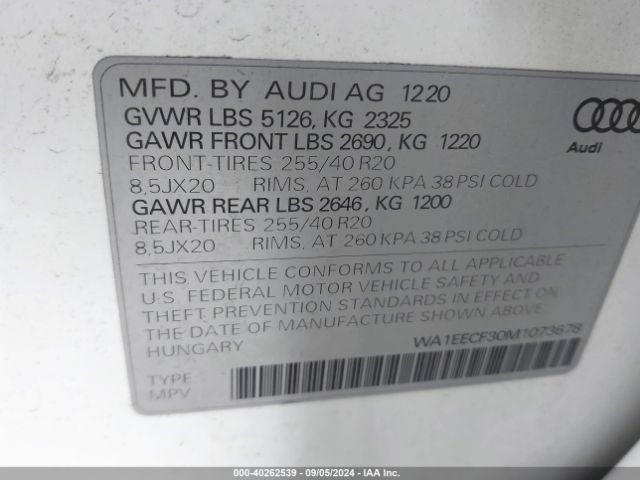 MFD. BY AUDI AG 1220
GVWR LBS 5126, KG 2325
GAWR FRONT LBS 2690, KG 1220
FRONT-TIRES 255/40 R20
8,5JX20 RIMS, AT 260 KPA 38 PSI COLD
GAWR REAR LBS 2646, KG 1200
REAR-TIRES 255/40 R20
8,5JX20 RIMS, AT 260 KPA 38 PSI COLD
Audi
THIS VEHICLE CONFORMS TO ALL APPLICABLE
U.S. FEDERAL MOTOR VEHICLE SAFETY AND
THEFT PREVENTION STANDARDS IN EFFECT ON
THE DATE OF MANUFACTURE SHOWN ABOVE.
HUNGARY
WA1EECF30M1073678
TYPE
MPV
000-40262539 - 09/05/2024 - IAA Inc.